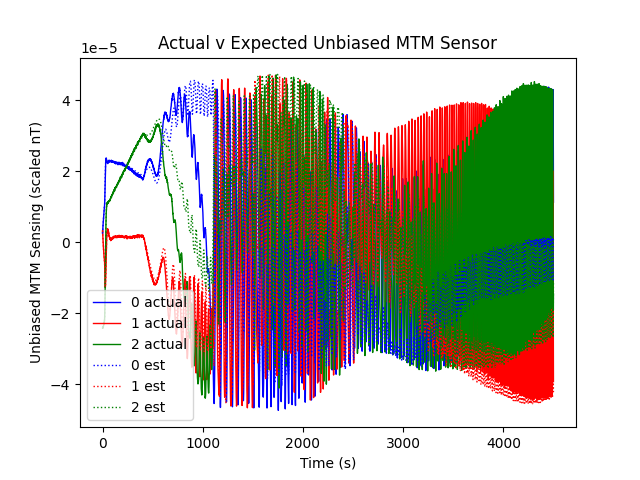 Actual v Expected Unbiased MTM Sensor
1e−5
4
2
0
−2
−4
Unbiased MTM Sensing (scaled nT)
0 actual
1 actual
2 actual
0 est
1 est
2 est
0 1000 2000 3000 4000
Time (s)